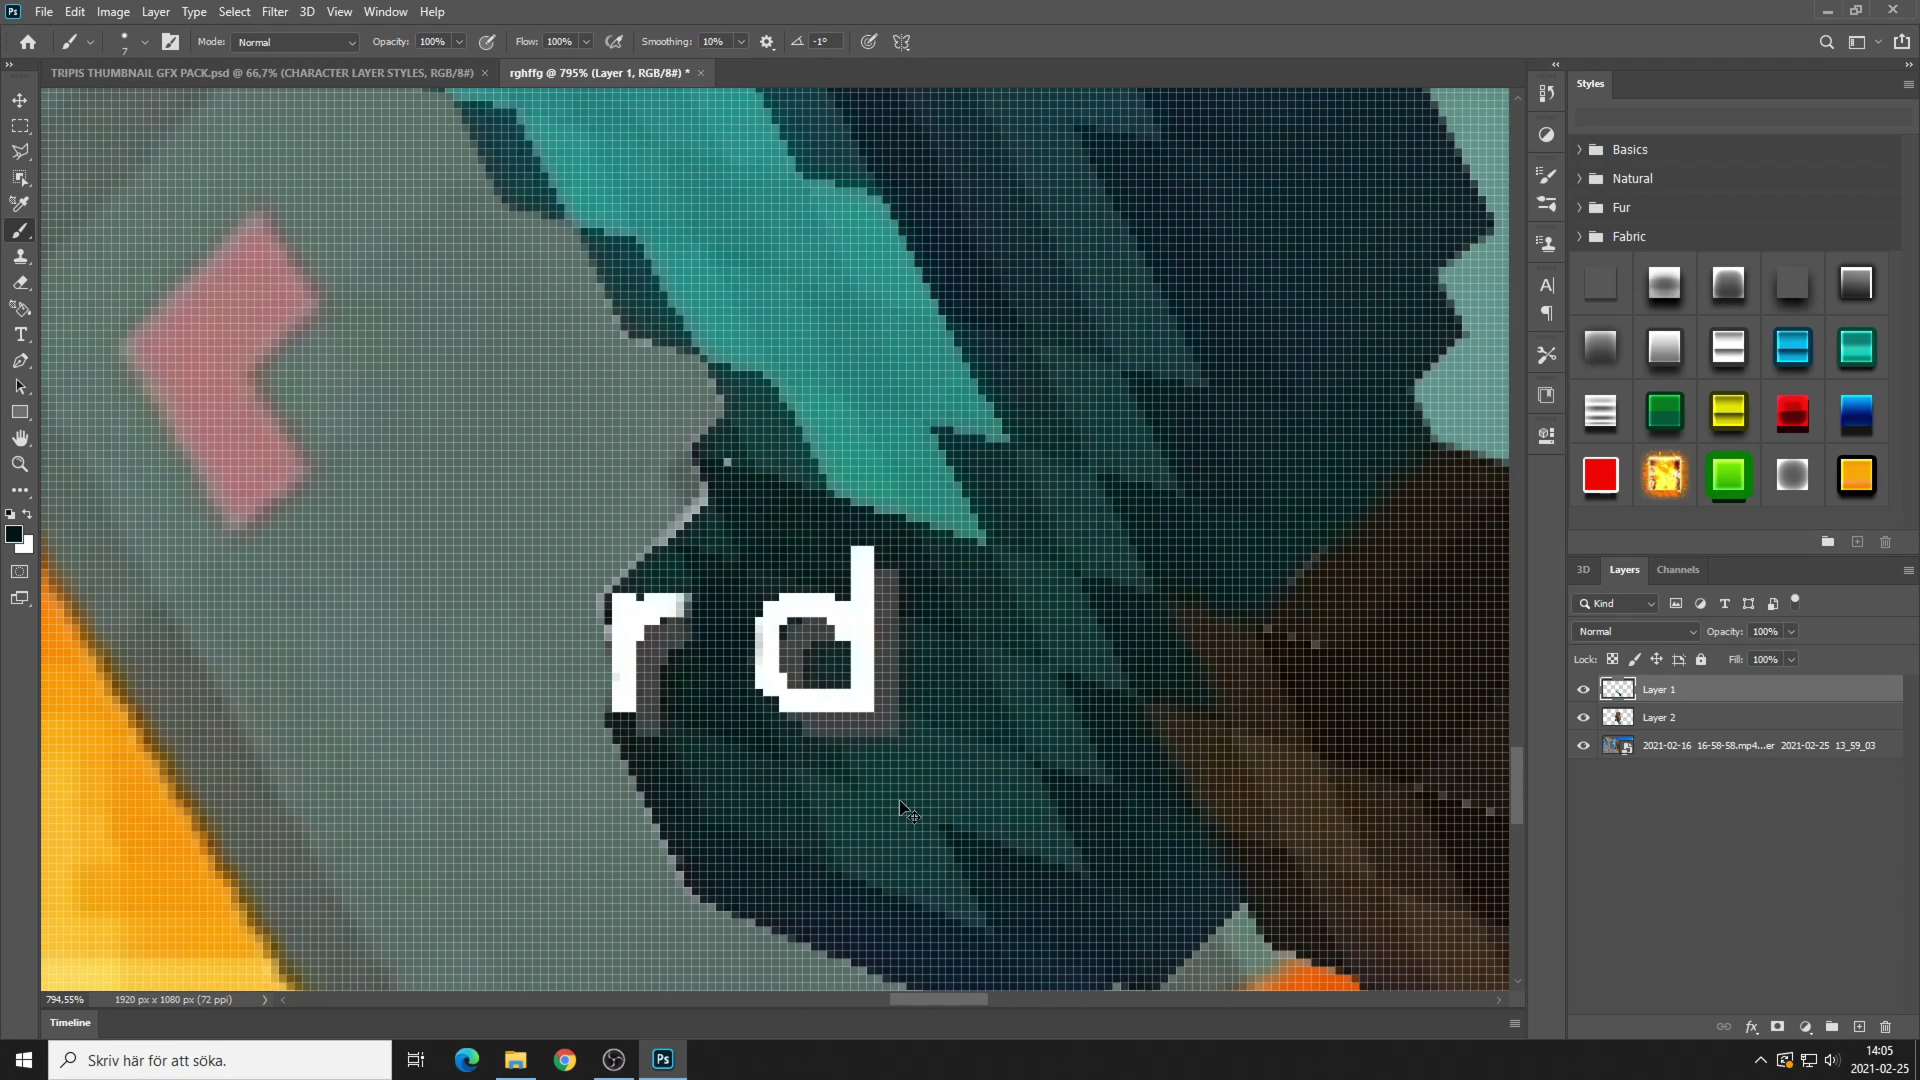 Ps File Edit Image Layer Type Select Filter 3D View Window Help
7 Mode: Normal Opacity: 100% Flow: 100% Smoothing: 10% -1°
TRIPIS THUMBNAIL GFX PACK.psd @ 66,7% (CHARACTER LAYER STYLES, RGB/8#) × rghffg @ 795% (Layer 1, RGB/8#) * ×
Styles
Basics
Natural
Fur
Fabric
r d
3D Layers Channels
Kind
Normal Opacity: 100%
Lock: Fill: 100%
Layer 1
Layer 2
2021-02-16 16-58-58.mp4...er 2021-02-25 13_59_03
794,55% 1920 px x 1080 px (72 ppi)
Timeline
Skriv här för att söka.
Ps
14:05
2021-02-25